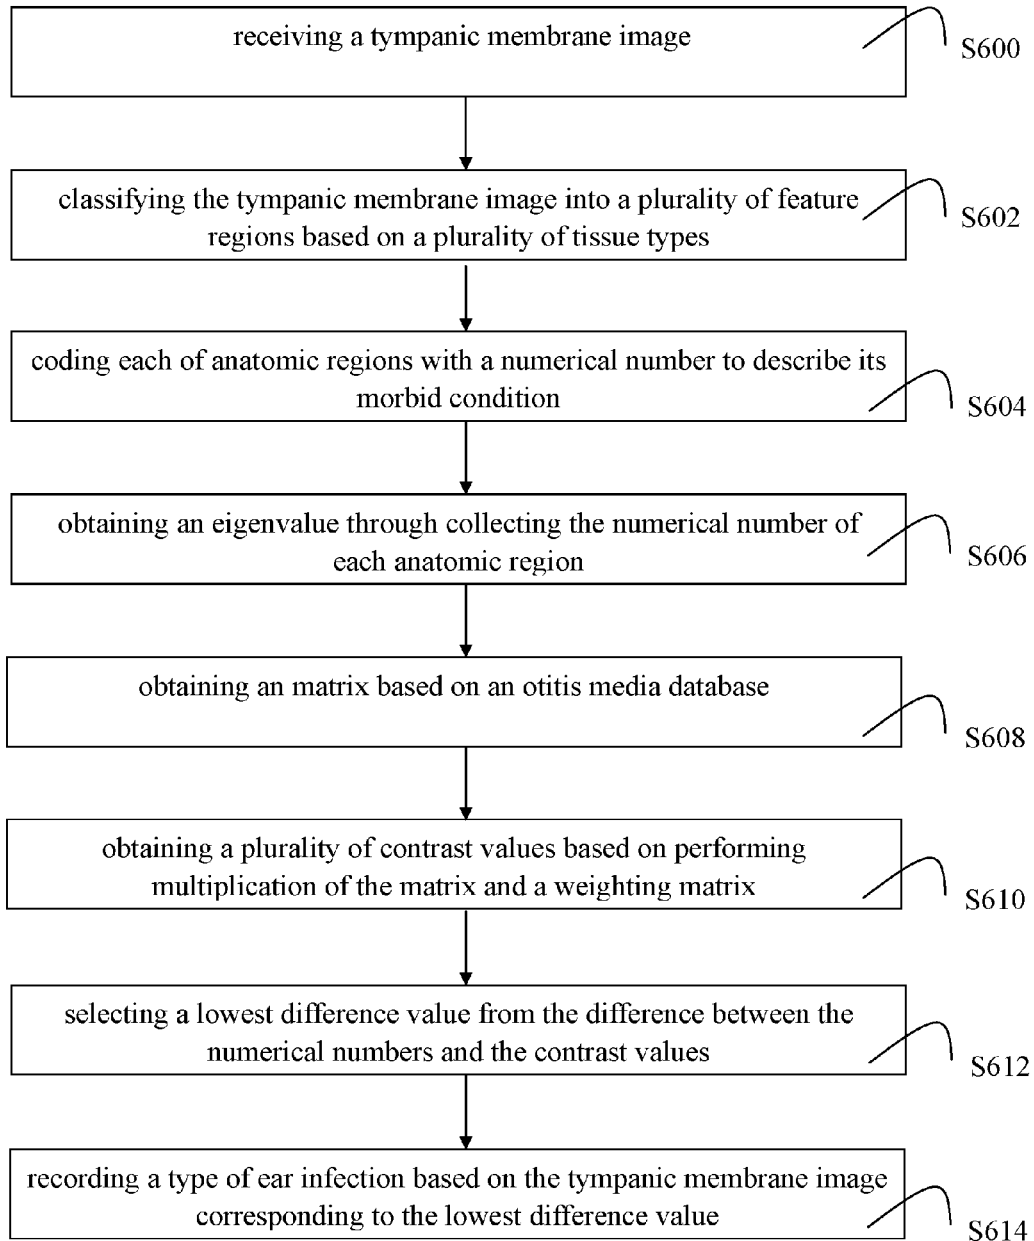 receiving a tympanic membrane image
S600
classifying the tympanic membrane image into a plurality of feature
regions based on a plurality of tissue types
S602
coding each of anatomic regions with a numerical number to describe its
morbid condition
S604
obtaining an eigenvalue through collecting the numerical number of
each anatomic region
S606
obtaining an matrix based on an otitis media database
S608
obtaining a plurality of contrast values based on performing
multiplication of the matrix and a weighting matrix
S610
selecting a lowest difference value from the difference between the
numerical numbers and the contrast values
S612
recording a type of ear infection based on the tympanic membrane image
corresponding to the lowest difference value
S614